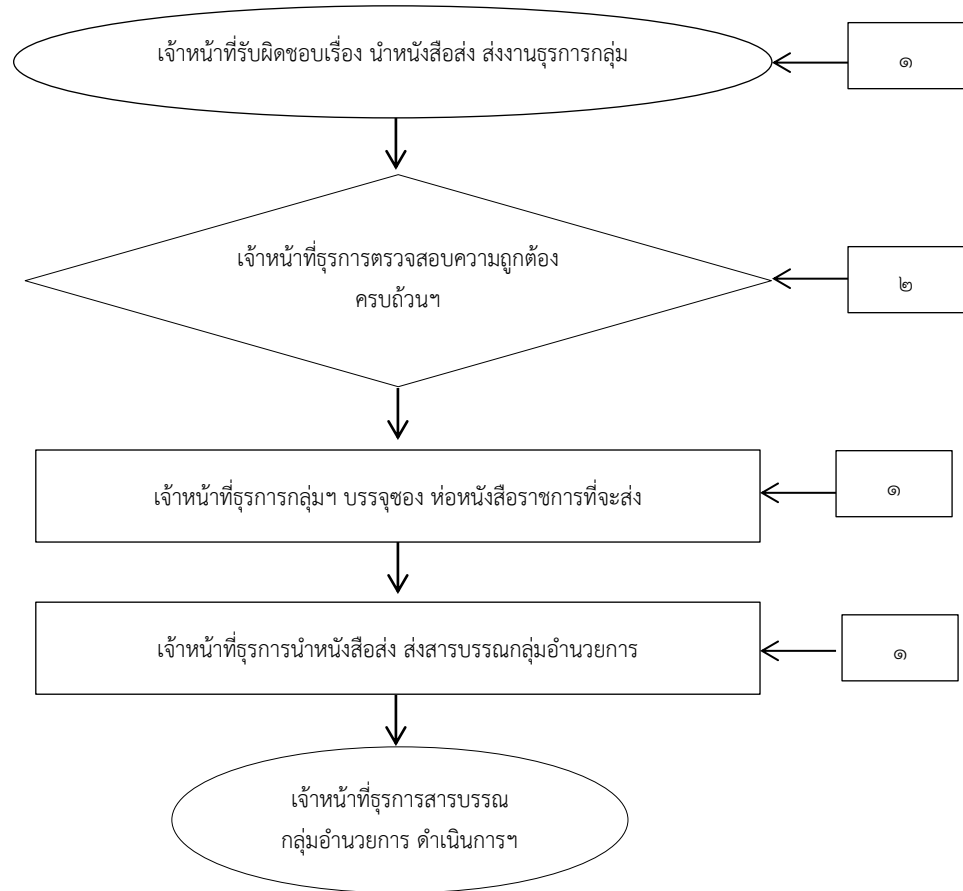 เจ้าหน้าที่รับผิดชอบเรื่อง นำหนังสือส่ง ส่งงานธุรการกลุ่ม
๑
เจ้าหน้าที่ธุรการตรวจสอบความถูกต้อง
ครบถ้วนฯ
๒
เจ้าหน้าที่ธุรการกลุ่มฯ บรรจุซอง ห่อหนังสือราชการที่จะส่ง
๑
เจ้าหน้าที่ธุรการนำหนังสือส่ง ส่งสารบรรณกลุ่มอำนวยการ
๑
เจ้าหน้าที่ธุรการสารบรรณ
กลุ่มอำนวยการ ดำเนินการฯ